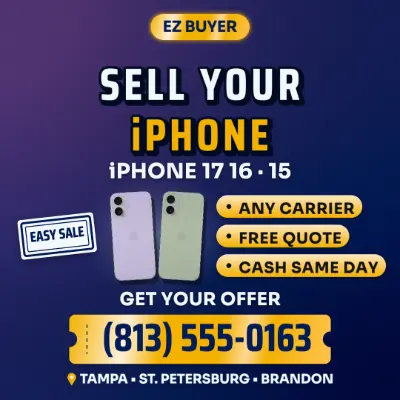 EZ BUYER
SELL YOUR
iPHONE
iPHONE 17 16 · 15
EASY SALE
• ANY CARRIER
• FREE QUOTE
• CASH SAME DAY
GET YOUR OFFER
(813) 555-0163
TAMPA • ST. PETERSBURG • BRANDON